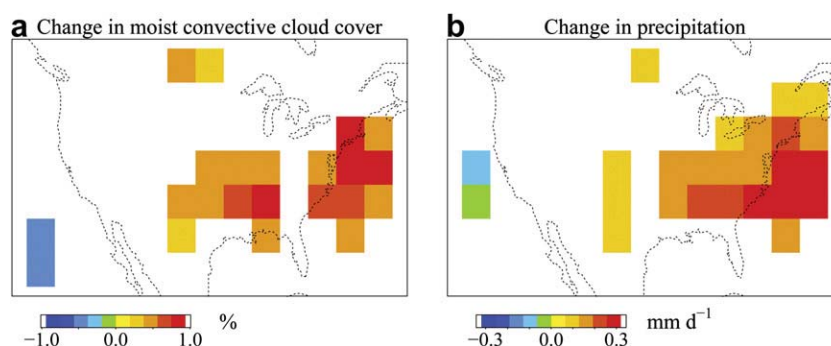 a Change in moist convective cloud cover
b Change in precipitation
−1.0 0.0 1.0 %
−0.3 0.0 0.3 mm d⁻¹